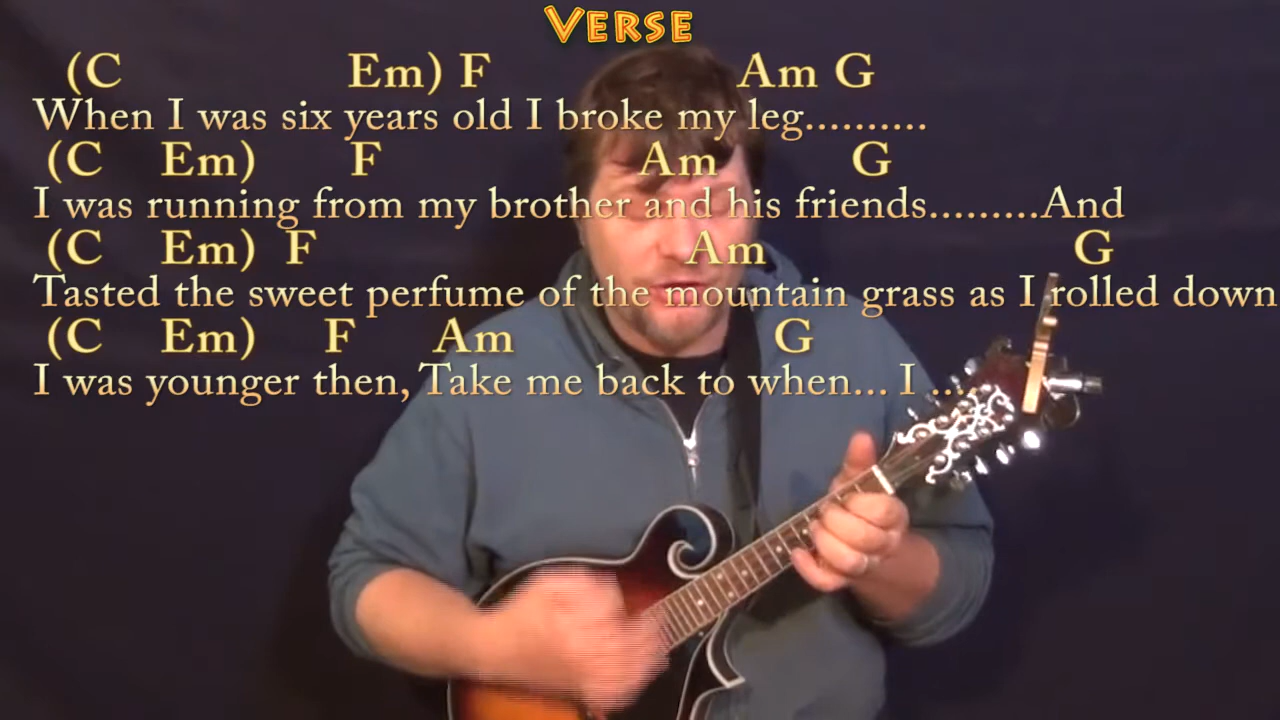 VERSE
(C Em) F Am G
When I was six years old I broke my leg..........
(C Em) F Am G
I was running from my brother and his friends.........And
(C Em) F Am G
Tasted the sweet perfume of the mountain grass as I rolled down
(C Em) F Am G
I was younger then, Take me back to when... I ....